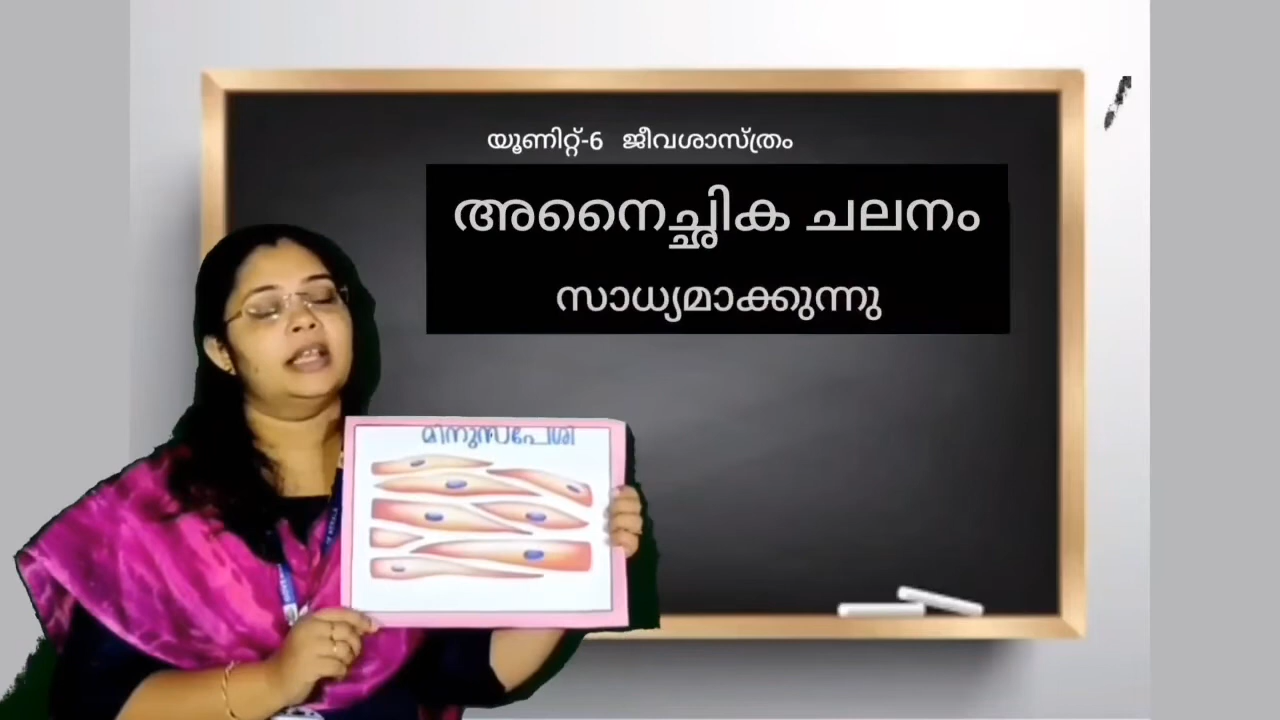 യൂണിറ്റ്-6 ജീവശാസ്ത്രം
അനൈച്ഛിക ചലനം
സാധ്യമാക്കുന്നു
മിനുസപേശി